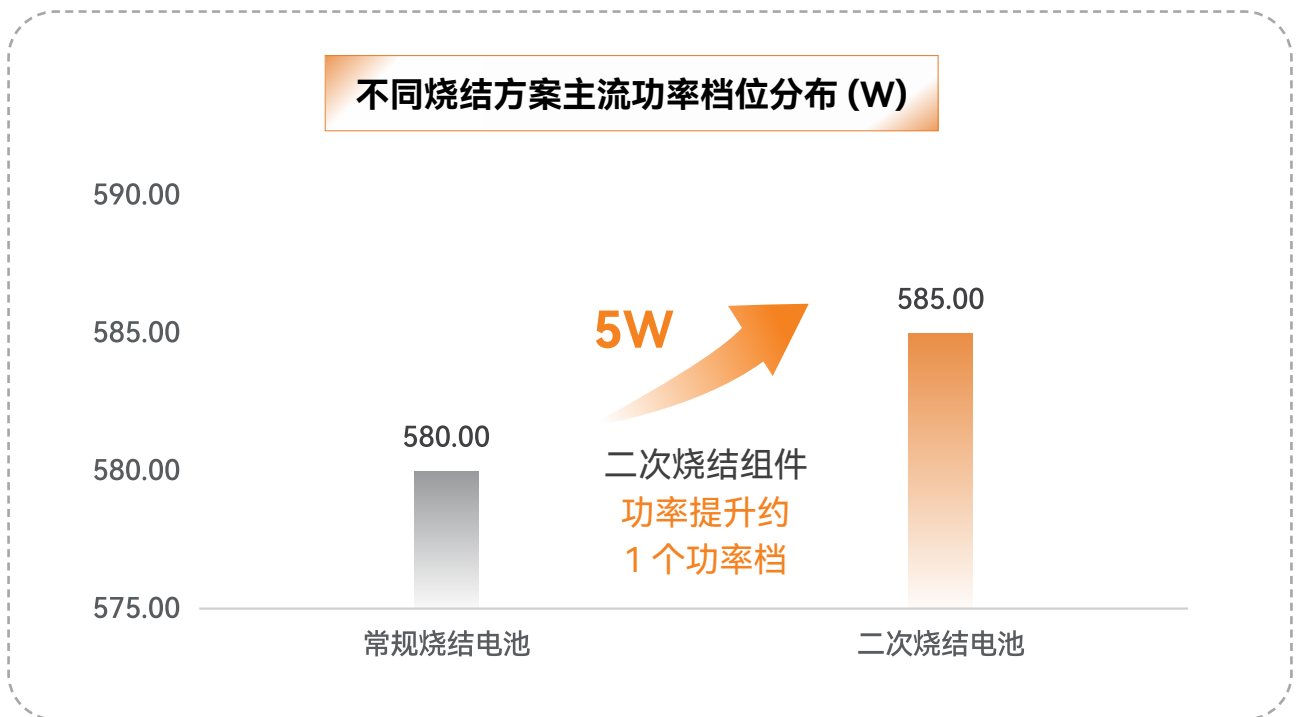 不同烧结方案主流功率档位分布 (W)
590.00
585.00
580.00
575.00
5W
585.00
580.00
二次烧结组件
功率提升约
1 个功率档
常规烧结电池
二次烧结电池